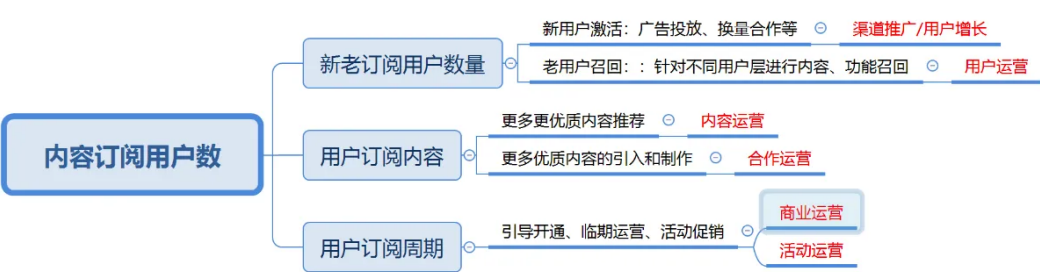 内容订阅用户数
新老订阅用户数量
新用户激活：广告投放、换量合作等
渠道推广/用户增长
老用户召回：：针对不同用户层进行内容、功能召回
用户运营
用户订阅内容
更多更优质内容推荐
内容运营
更多优质内容的引入和制作
合作运营
用户订阅周期
引导开通、临期运营、活动促销
商业运营
活动运营